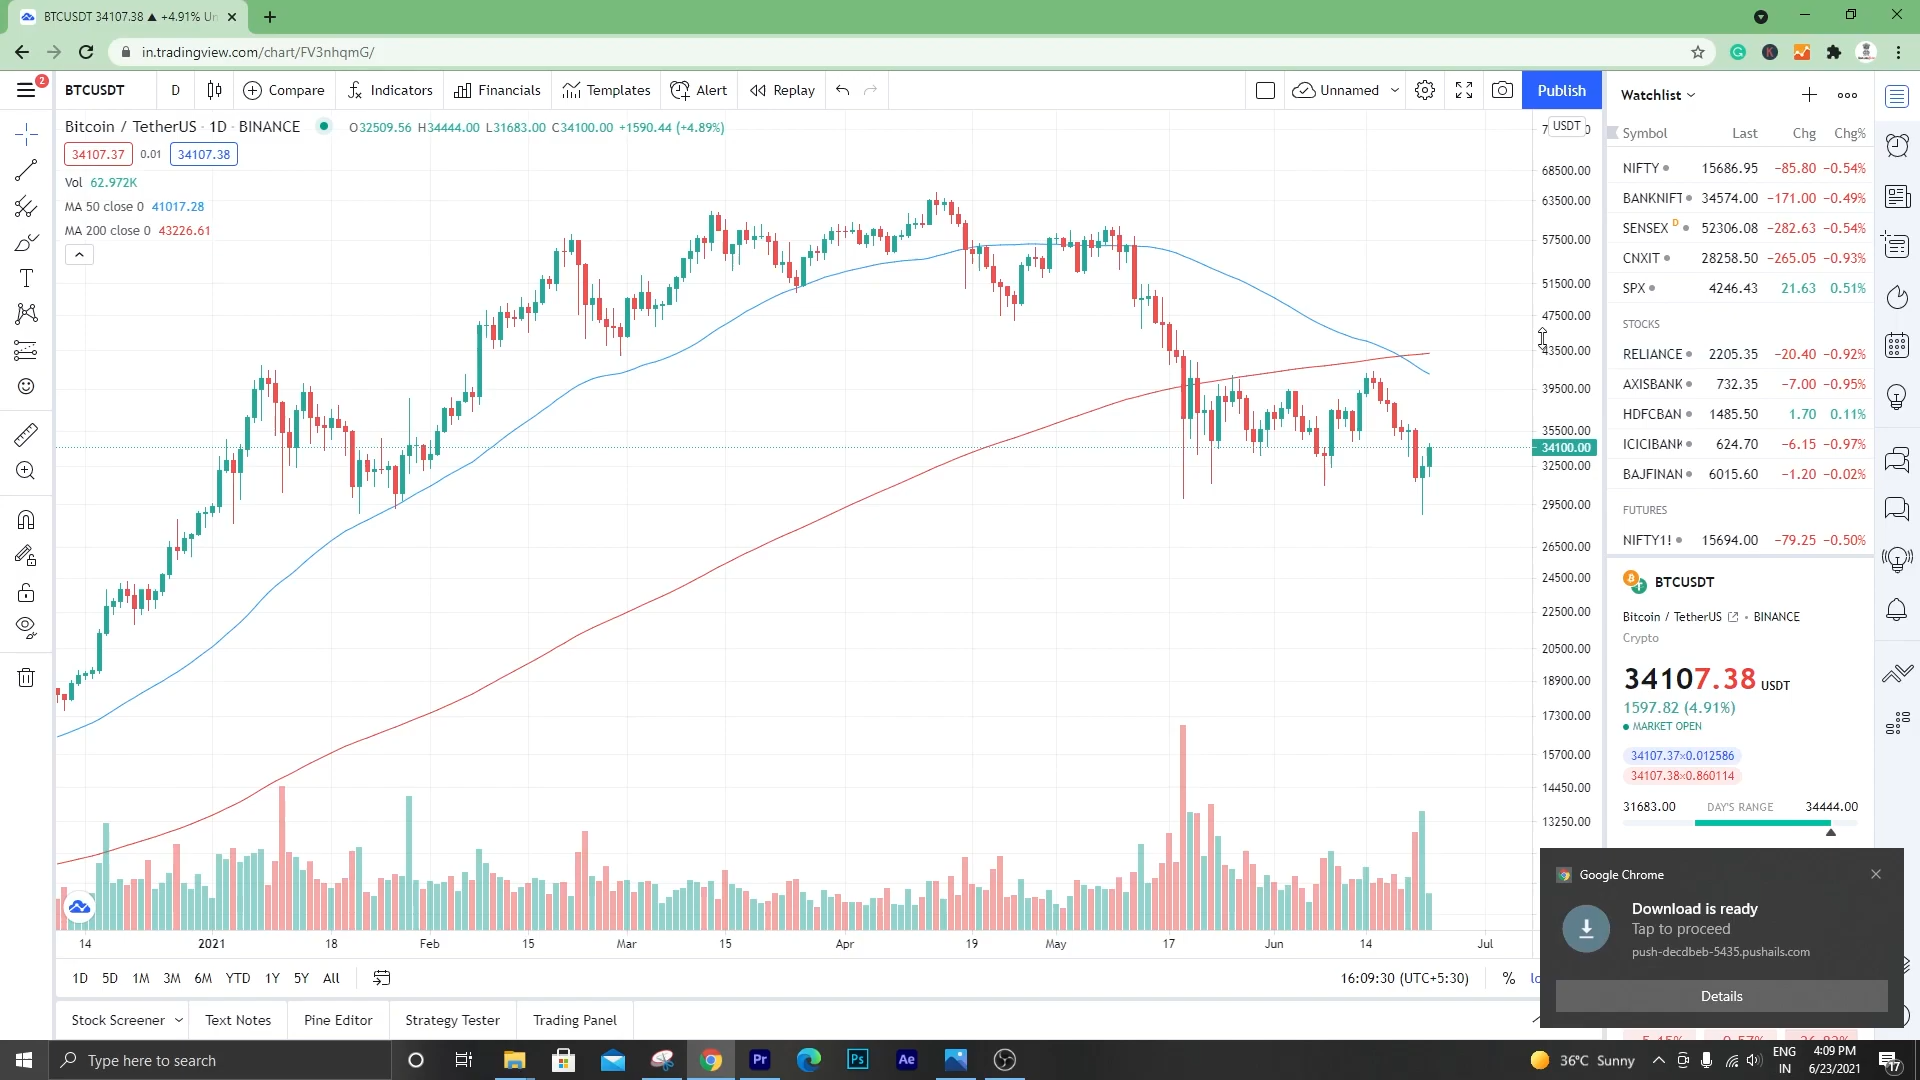 BTCUSDT 34107.38 ▲ +4.91% Un
in.tradingview.com/chart/FV3nhqmG/
2
BTCUSDT D Compare Indicators Financials Templates Alert Replay Unnamed Publish
Bitcoin / TetherUS · 1D · BINANCE O32509.56 H34444.00 L31683.00 C34100.00 +1590.44 (+4.89%)
34107.37 0.01 34107.38
Vol 62.972K
MA 50 close 0 41017.28
MA 200 close 0 43226.61
USDT
68500.00
63500.00
57500.00
51500.00
47500.00
43500.00
39500.00
35500.00
34100.00
32500.00
29500.00
26500.00
24500.00
22500.00
20500.00
18900.00
17300.00
15700.00
14450.00
13250.00
14 2021 18 Feb 15 Mar 15 Apr 19 May 17 Jun 14 Jul
1D 5D 1M 3M 6M YTD 1Y 5Y All
16:09:30 (UTC+5:30) %
Stock Screener Text Notes Pine Editor Strategy Tester Trading Panel
Watchlist
Symbol Last Chg Chg%
NIFTY 15686.95 −85.80 −0.54%
BANKNIFT 34574.00 −171.00 −0.49%
SENSEX D 52306.08 −282.63 −0.54%
CNXIT 28258.50 −265.05 −0.93%
SPX 4246.43 21.63 0.51%
STOCKS
RELIANCE 2205.35 −20.40 −0.92%
AXISBANK 732.35 −7.00 −0.95%
HDFCBAN 1485.50 1.70 0.11%
ICICIBANK 624.70 −6.15 −0.97%
BAJFINAN 6015.60 −1.20 −0.02%
FUTURES
NIFTY1! 15694.00 −79.25 −0.50%
BTCUSDT
Bitcoin / TetherUS • BINANCE
Crypto
34107.38 USDT
1597.82 (4.91%)
MARKET OPEN
34107.37×0.012586
34107.38×0.860114
31683.00 DAY'S RANGE 34444.00
Google Chrome
Download is ready
Tap to proceed
push-decdbeb-5435.pushails.com
Details
Type here to search
Pr
Ps
Ae
36°C Sunny
ENG
IN
4:09 PM
6/23/2021
17